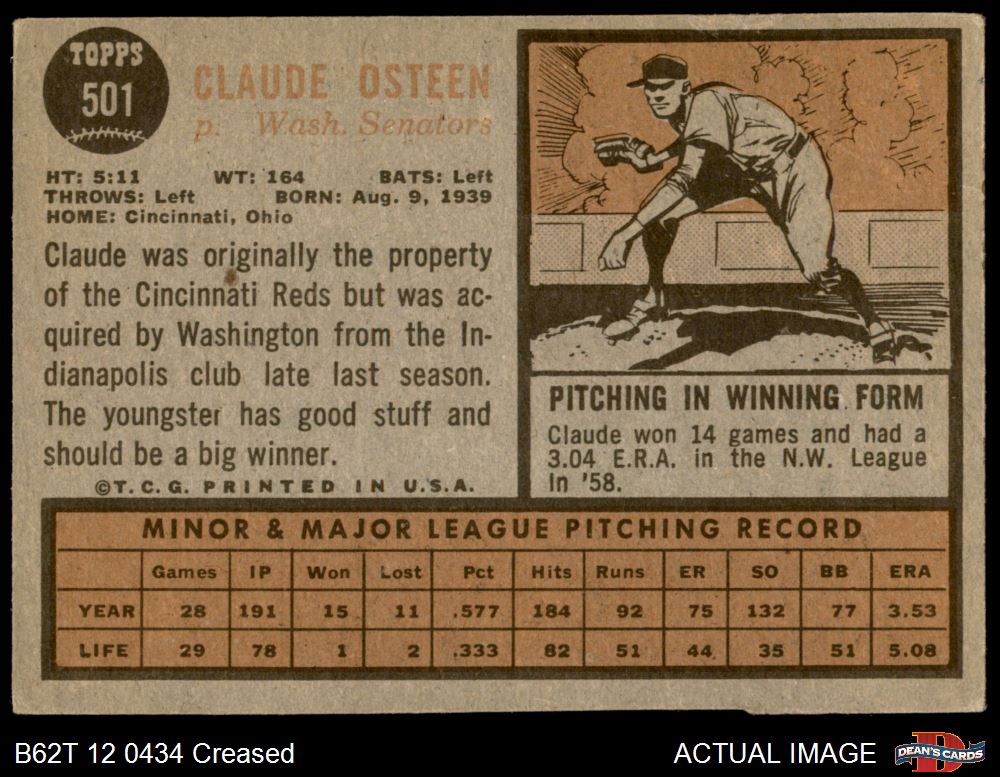 TOPPS
501
CLAUDE OSTEEN
p. Wash. Senators
HT: 5:11 WT: 164 BATS: Left
THROWS: Left BORN: Aug. 9, 1939
HOME: Cincinnati, Ohio
Claude was originally the property
of the Cincinnati Reds but was ac-
quired by Washington from the In-
dianapolis club late last season.
The youngster has good stuff and
should be a big winner.
©T. C. G. PRINTED IN U.S.A.
PITCHING IN WINNING FORM
Claude won 14 games and had a
3.04 E.R.A. in the N.W. League
in '58.
MINOR & MAJOR LEAGUE PITCHING RECORD
Games IP Won Lost Pct Hits Runs ER SO BB ERA
YEAR 28 191 15 11 .577 184 92 75 132 77 3.53
LIFE 29 78 1 2 .333 82 51 44 35 51 5.08
B62T 12 0434 Creased
ACTUAL IMAGE
DEAN'S CARDS